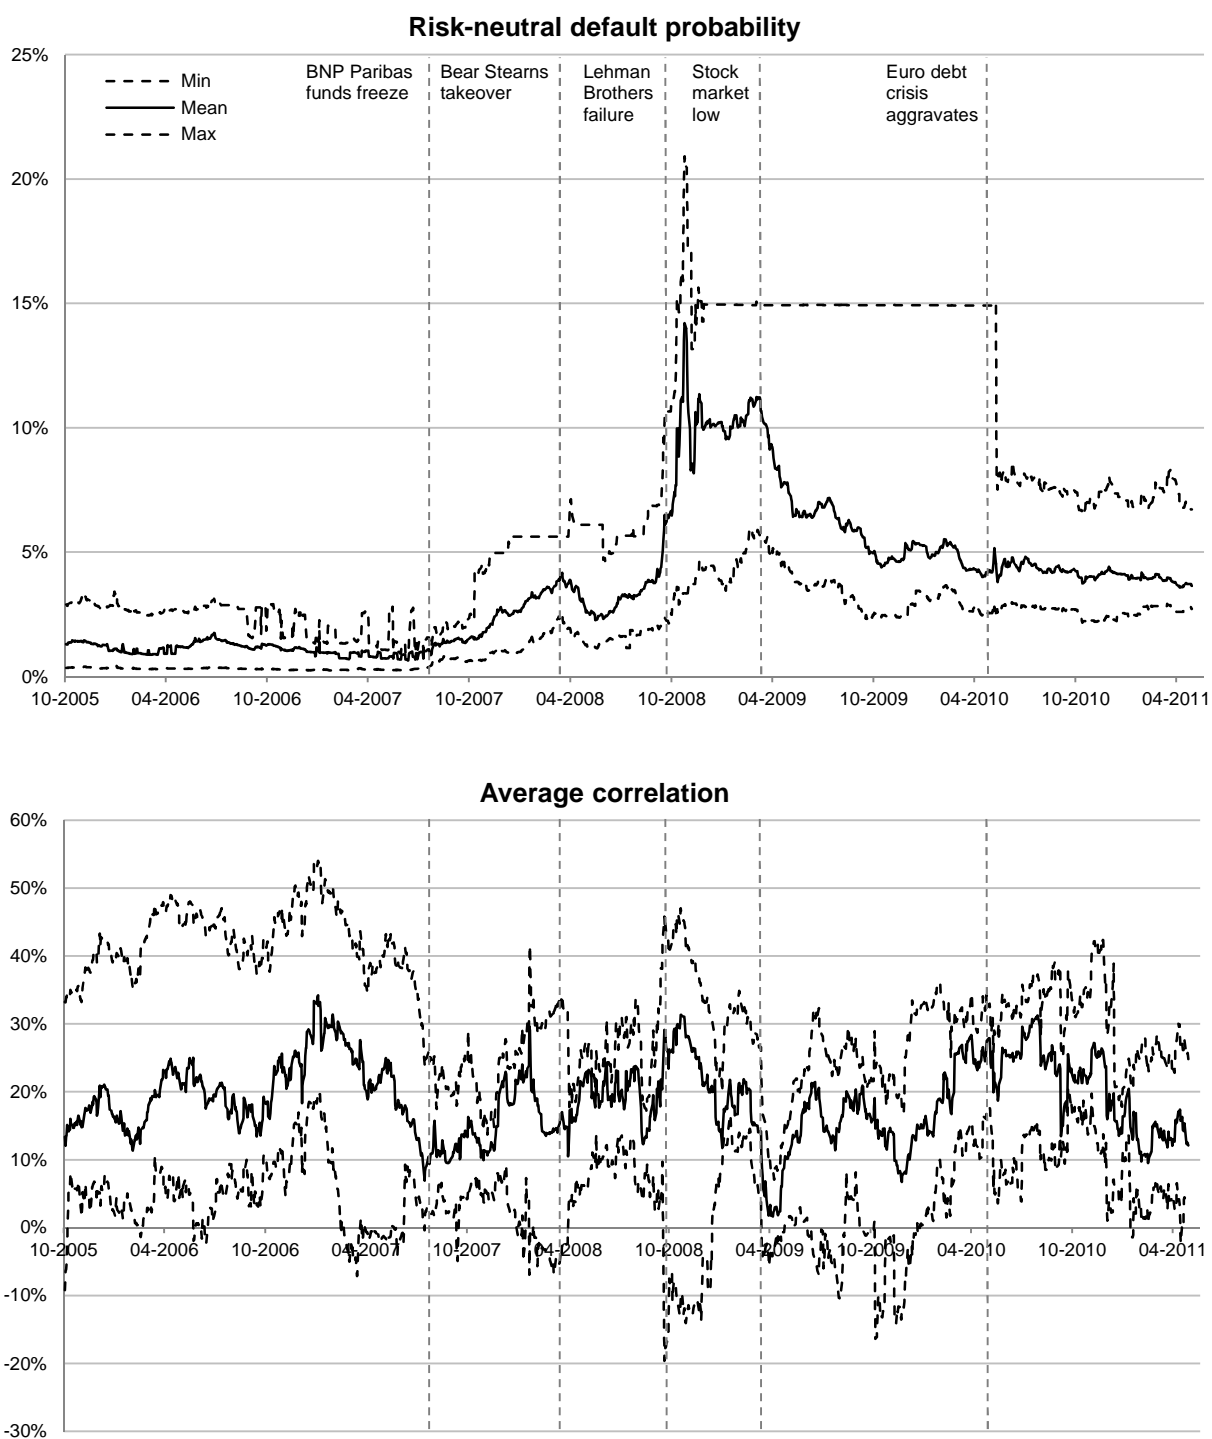 Risk-neutral default probability
25%
20%
15%
10%
5%
0%
Min
Mean
Max
BNP Paribas
funds freeze
Bear Stearns
takeover
Lehman
Brothers
failure
Stock
market
low
Euro debt
crisis
aggravates
10-2005 04-2006 10-2006 04-2007 10-2007 04-2008 10-2008 04-2009 10-2009 04-2010 10-2010 04-2011
Average correlation
60%
50%
40%
30%
20%
10%
0%
10-2005 04-2006 10-2006 04-2007 10-2007 04-2008 10-2008 04-2009 10-2009 04-2010 10-2010 04-2011
-10%
-20%
-30%